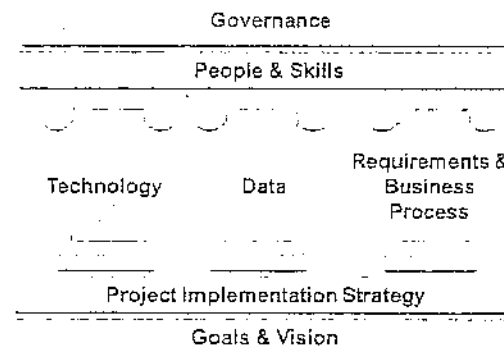 Governance
People & Skills
Technology
Data
Requirements &
Business
Process
Project Implementation Strategy
Goals & Vision